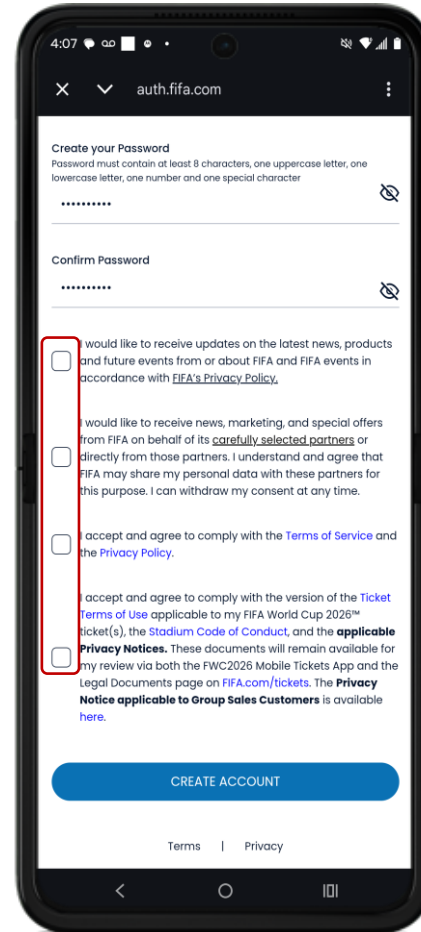 4:07
auth.fifa.com
Create your Password
Password must contain at least 8 characters, one uppercase letter, one
lowercase letter, one number and one special character
••••••••••
Confirm Password
••••••••••
I would like to receive updates on the latest news, products
and future events from or about FIFA and FIFA events in
accordance with FIFA's Privacy Policy.
I would like to receive news, marketing, and special offers
from FIFA on behalf of its carefully selected partners or
directly from those partners. I understand and agree that
FIFA may share my personal data with these partners for
this purpose. I can withdraw my consent at any time.
I accept and agree to comply with the Terms of Service and
the Privacy Policy.
I accept and agree to comply with the version of the Ticket
Terms of Use applicable to my FIFA World Cup 2026™
ticket(s), the Stadium Code of Conduct, and the applicable
Privacy Notices. These documents will remain available for
my review via both the FWC2026 Mobile Tickets App and the
Legal Documents page on FIFA.com/tickets. The Privacy
Notice applicable to Group Sales Customers is available
here.
CREATE ACCOUNT
Terms | Privacy